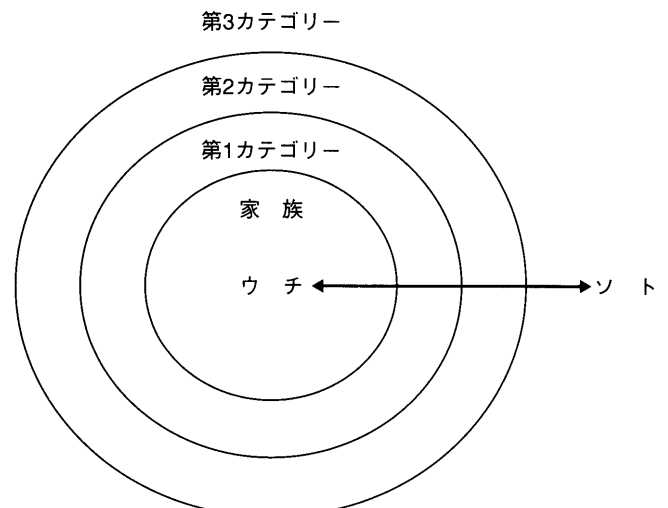 第3カテゴリー
第2カテゴリー
第1カテゴリー
家 族
ウ チ ソ ト